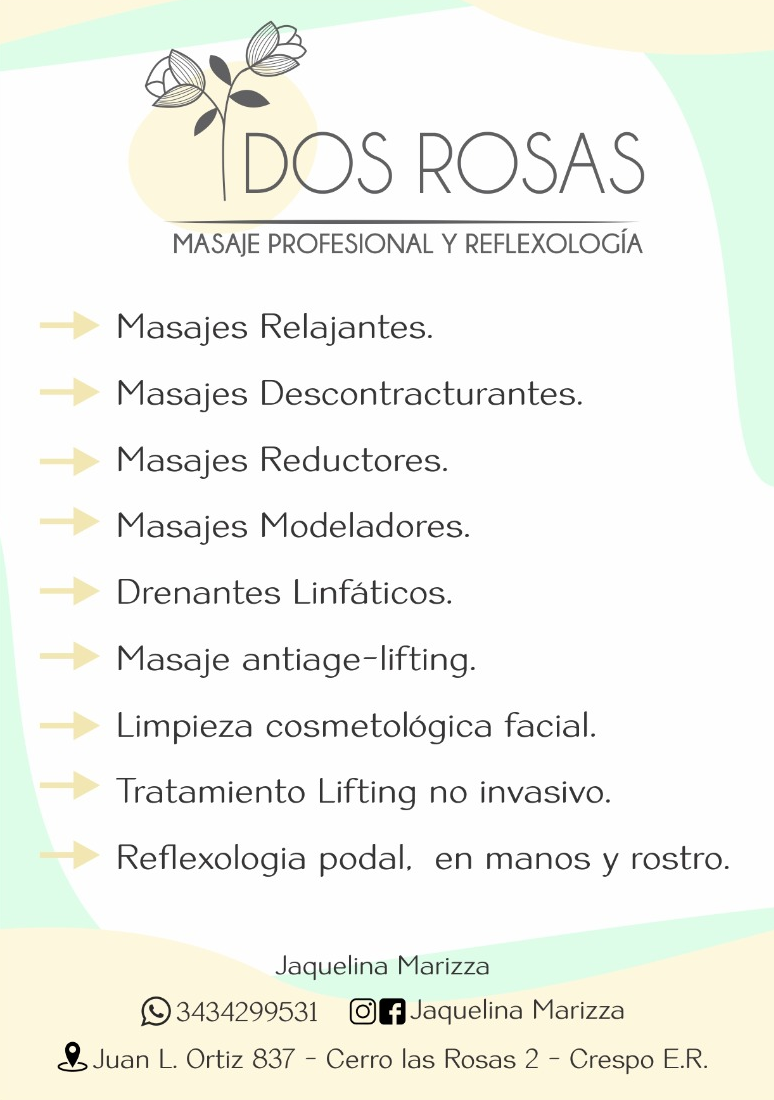 DOS ROSAS
MASAJE PROFESIONAL Y REFLEXOLOGÍA
Masajes Relajantes.
Masajes Descontracturantes.
Masajes Reductores.
Masajes Modeladores.
Drenantes Linfáticos.
Masaje antiage-lifting.
Limpieza cosmetológica facial.
Tratamiento Lifting no invasivo.
Reflexologia podal, en manos y rostro.
Jaquelina Marizza
3434299531 Jaquelina Marizza
Juan L. Ortiz 837 - Cerro las Rosas 2 - Crespo E.R.